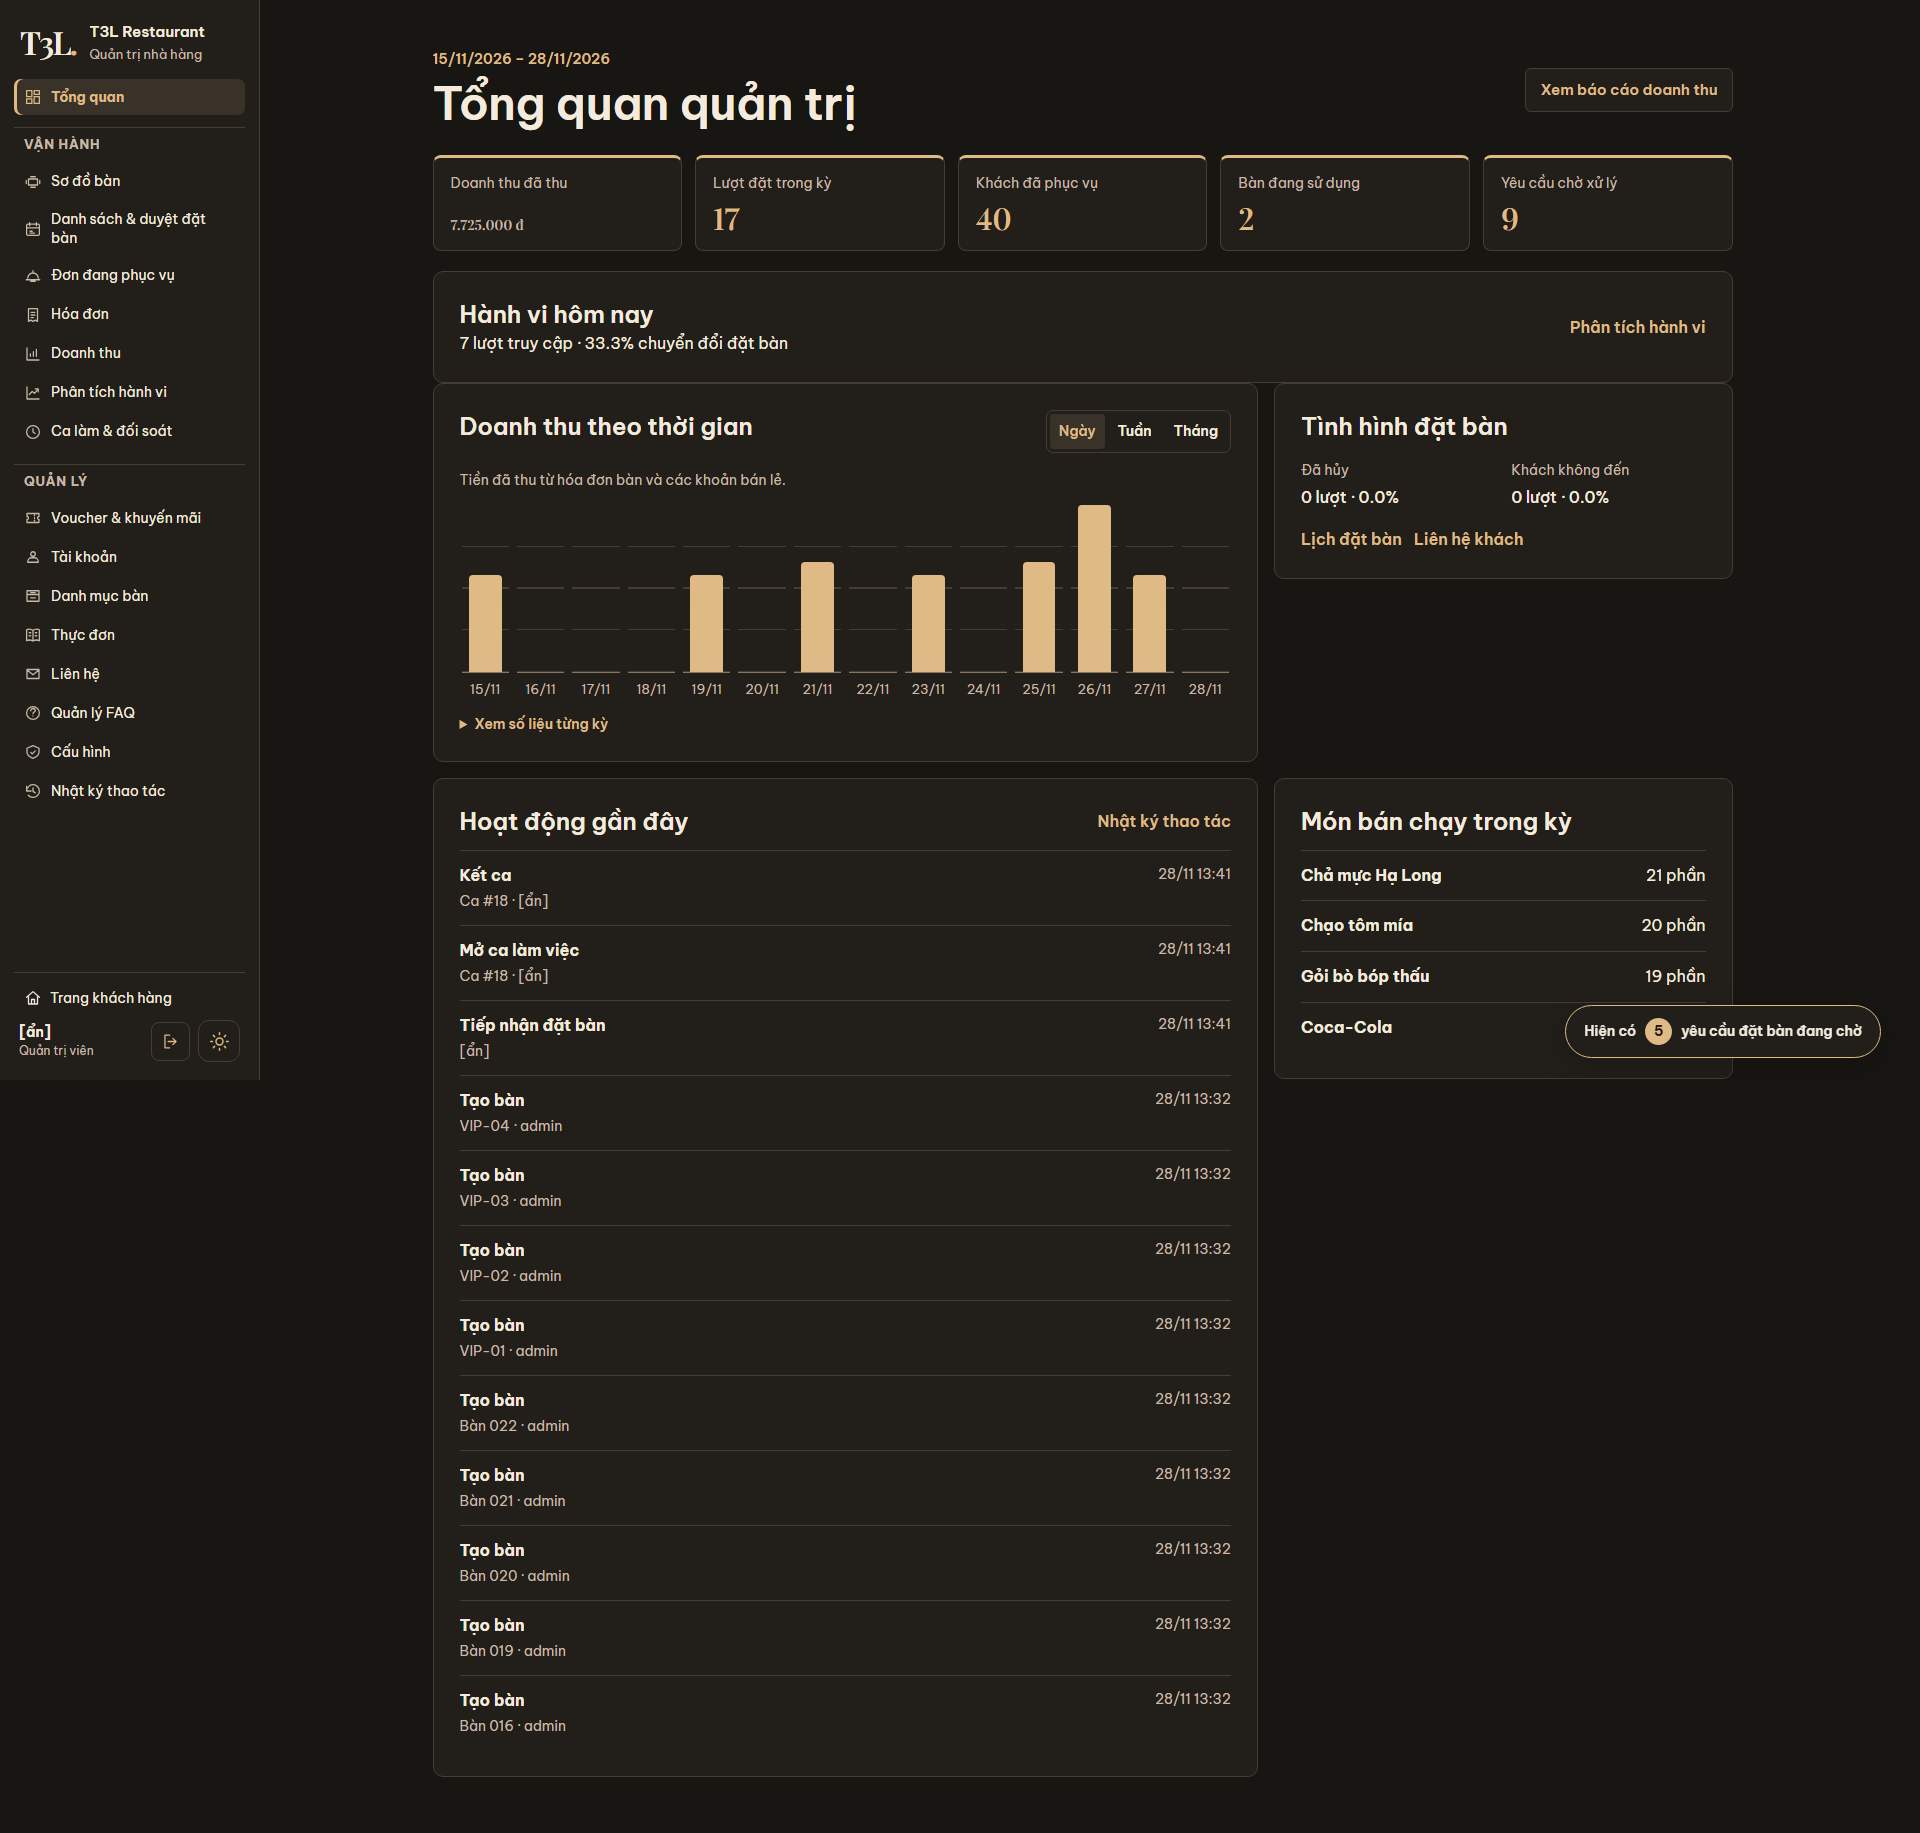 T3L.
T3L Restaurant
Quản trị nhà hàng
Tổng quan
VẬN HÀNH
Sơ đồ bàn
Danh sách & duyệt đặt
bàn
Đơn đang phục vụ
Hóa đơn
Doanh thu
Phân tích hành vi
Ca làm & đối soát
QUẢN LÝ
Voucher & khuyến mãi
Tài khoản
Danh mục bàn
Thực đơn
Liên hệ
Quản lý FAQ
Cấu hình
Nhật ký thao tác
Trang khách hàng
[ẩn]
Quản trị viên
15/11/2026 – 28/11/2026
Tổng quan quản trị
Xem báo cáo doanh thu
Doanh thu đã thu
7.725.000 đ
Lượt đặt trong kỳ
17
Khách đã phục vụ
40
Bàn đang sử dụng
2
Yêu cầu chờ xử lý
9
Hành vi hôm nay
7 lượt truy cập · 33.3% chuyển đổi đặt bàn
Phân tích hành vi
Doanh thu theo thời gian
Ngày Tuần Tháng
Tiền đã thu từ hóa đơn bàn và các khoản bán lẻ.
15/11 16/11 17/11 18/11 19/11 20/11 21/11 22/11 23/11 24/11 25/11 26/11 27/11 28/11
Xem số liệu từng kỳ
Tình hình đặt bàn
Đã hủy Khách không đến
0 lượt · 0.0% 0 lượt · 0.0%
Lịch đặt bàn Liên hệ khách
Hoạt động gần đây
Nhật ký thao tác
Kết ca 28/11 13:41
Ca #18 · [ẩn]
Mở ca làm việc 28/11 13:41
Ca #18 · [ẩn]
Tiếp nhận đặt bàn 28/11 13:41
[ẩn]
Tạo bàn 28/11 13:32
VIP-04 · admin
Tạo bàn 28/11 13:32
VIP-03 · admin
Tạo bàn 28/11 13:32
VIP-02 · admin
Tạo bàn 28/11 13:32
VIP-01 · admin
Tạo bàn 28/11 13:32
Bàn 022 · admin
Tạo bàn 28/11 13:32
Bàn 021 · admin
Tạo bàn 28/11 13:32
Bàn 020 · admin
Tạo bàn 28/11 13:32
Bàn 019 · admin
Tạo bàn 28/11 13:32
Bàn 016 · admin
Món bán chạy trong kỳ
Chả mực Hạ Long 21 phần
Chạo tôm mía 20 phần
Gỏi bò bóp thấu 19 phần
Coca-Cola
Hiện có 5 yêu cầu đặt bàn đang chờ